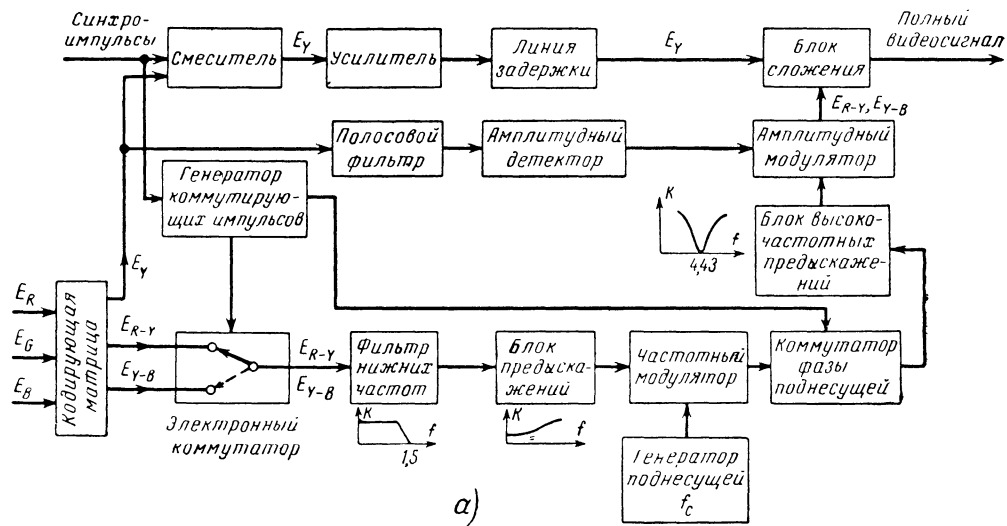 Синхро-
импульсы
Смеситель
E_Y
Усилитель
Линия
задержки
E_Y
Блок
сложения
Полный
видеосигнал
E_R-Y, E_Y-B
Полосовой
фильтр
Амплитудный
детектор
Амплитудный
модулятор
Генератор
коммутирую-
щих импульсов
K
f
4,43
Блок высоко-
частотных
предыскаже-
ний
E_Y
E_R
E_G
E_B
Кодирующая
матрица
E_R-Y
E_Y-B
Электронный
коммутатор
E_R-Y
E_Y-B
Фильтр
нижних
частот
K
f
1,5
Блок
предыска-
жений
K
f
Частотный
модулятор
Коммутатор
фазы
поднесущей
Генератор
поднесущей
f_c
а)